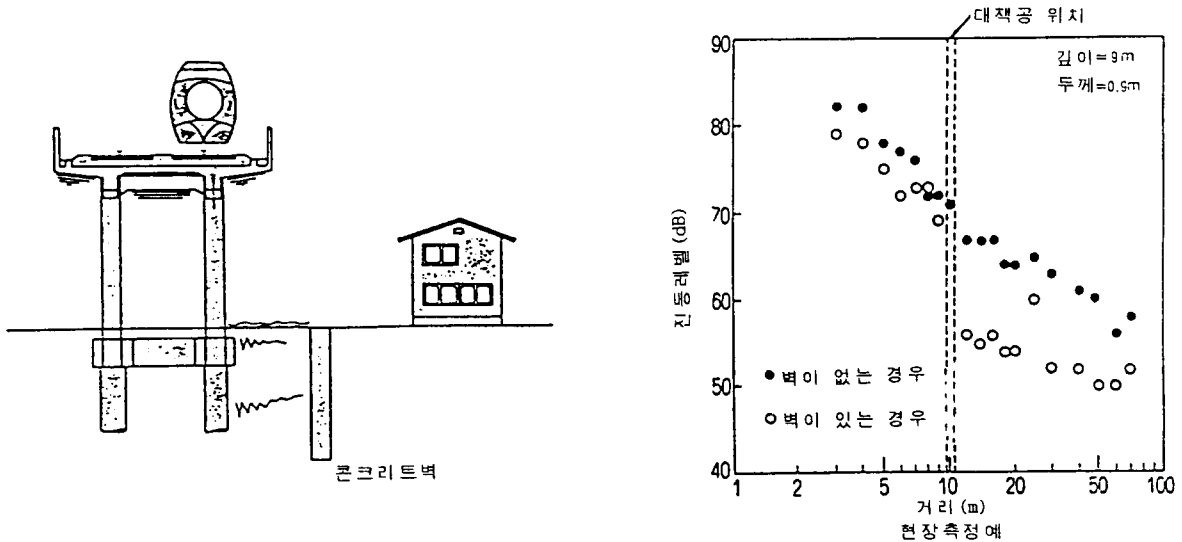 콘크리트벽
대책공 위치
깊이=9m
두께=0.9m
진동레벨 (dB)
90
80
70
60
50
40
● 벽이 없는 경우
○ 벽이 있는 경우
1 2 5 10 20 50 100
거리 (m)
현장측정예